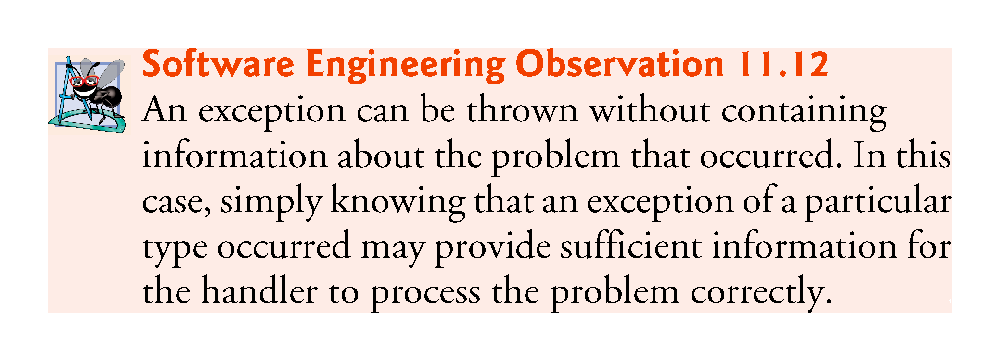 Software Engineering Observation 11.12
An exception can be thrown without containing
information about the problem that occurred. In this
case, simply knowing that an exception of a particular
type occurred may provide sufficient information for
the handler to process the problem correctly.